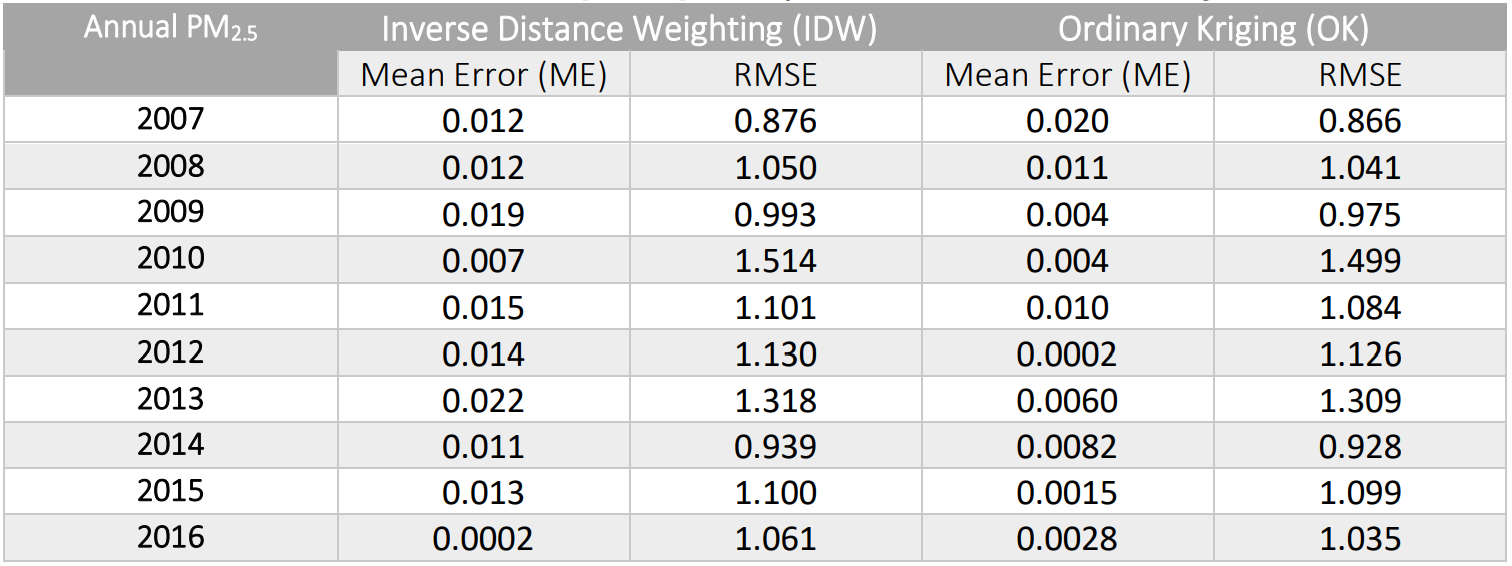 Annual PM2.5 Inverse Distance Weighting (IDW) Ordinary Kriging (OK)
Mean Error (ME) RMSE Mean Error (ME) RMSE
2007 0.012 0.876 0.020 0.866
2008 0.012 1.050 0.011 1.041
2009 0.019 0.993 0.004 0.975
2010 0.007 1.514 0.004 1.499
2011 0.015 1.101 0.010 1.084
2012 0.014 1.130 0.0002 1.126
2013 0.022 1.318 0.0060 1.309
2014 0.011 0.939 0.0082 0.928
2015 0.013 1.100 0.0015 1.099
2016 0.0002 1.061 0.0028 1.035